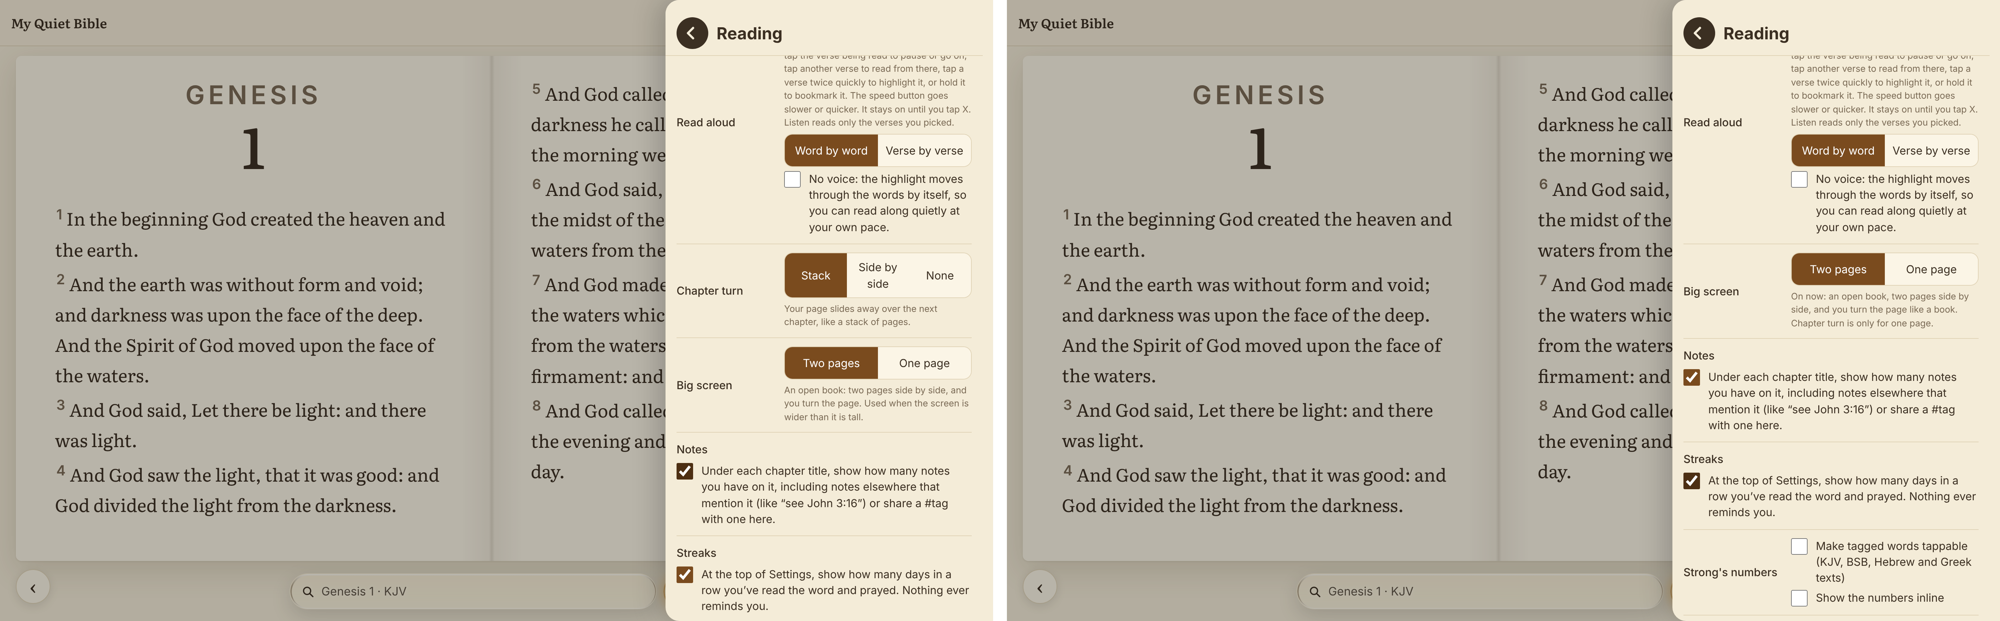 My Quiet Bible
GENESIS
1
1 In the beginning God created the heaven and
the earth.
2 And the earth was without form and void;
and darkness was upon the face of the deep.
And the Spirit of God moved upon the face of
the waters.
3 And God said, Let there be light: and there
was light.
4 And God saw the light, that it was good: and
God divided the light from the darkness.
5 And God called
darkness he call
the morning we
6 And God said,
the midst of the
waters from the
7 And God made
the waters whic
from the waters
firmament: and
8 And God called
the evening and
day.
Genesis 1 · KJV
Reading
tap the verse being read to pause or go on,
tap another verse to read from there, tap a
verse twice quickly to highlight it, or hold it
to bookmark it. The speed button goes
slower or quicker. It stays on until you tap X.
Listen reads only the verses you picked.
Read aloud
Word by word
Verse by verse
No voice: the highlight moves
through the words by itself, so
you can read along quietly at
your own pace.
Chapter turn
Stack
Side by
side
None
Your page slides away over the next
chapter, like a stack of pages.
Big screen
Two pages
One page
An open book: two pages side by side, and
you turn the page. Used when the screen is
wider than it is tall.
Notes
Under each chapter title, show how many notes
you have on it, including notes elsewhere that
mention it (like “see John 3:16”) or share a #tag
with one here.
Streaks
At the top of Settings, show how many days in a
row you’ve read the word and prayed. Nothing ever
reminds you.
My Quiet Bible
GENESIS
1
1 In the beginning God created the heaven and
the earth.
2 And the earth was without form and void;
and darkness was upon the face of the deep.
And the Spirit of God moved upon the face of
the waters.
3 And God said, Let there be light: and there
was light.
4 And God saw the light, that it was good: and
God divided the light from the darkness.
5 And God calle
darkness he call
the morning we
6 And God said,
the midst of the
waters from the
7 And God made
the waters whic
from the waters
firmament: and
8 And God calle
the evening and
day.
Genesis 1 · KJV
Reading
tap the verse being read to pause or go on,
tap another verse to read from there, tap a
verse twice quickly to highlight it, or hold it
to bookmark it. The speed button goes
slower or quicker. It stays on until you tap X.
Listen reads only the verses you picked.
Read aloud
Word by word
Verse by verse
No voice: the highlight moves
through the words by itself, so
you can read along quietly at
your own pace.
Big screen
Two pages
One page
On now: an open book, two pages side by
side, and you turn the page like a book.
Chapter turn is only for one page.
Notes
Under each chapter title, show how many notes
you have on it, including notes elsewhere that
mention it (like “see John 3:16”) or share a #tag
with one here.
Streaks
At the top of Settings, show how many days in a
row you’ve read the word and prayed. Nothing ever
reminds you.
Strong's numbers
Make tagged words tappable
(KJV, BSB, Hebrew and Greek
texts)
Show the numbers inline